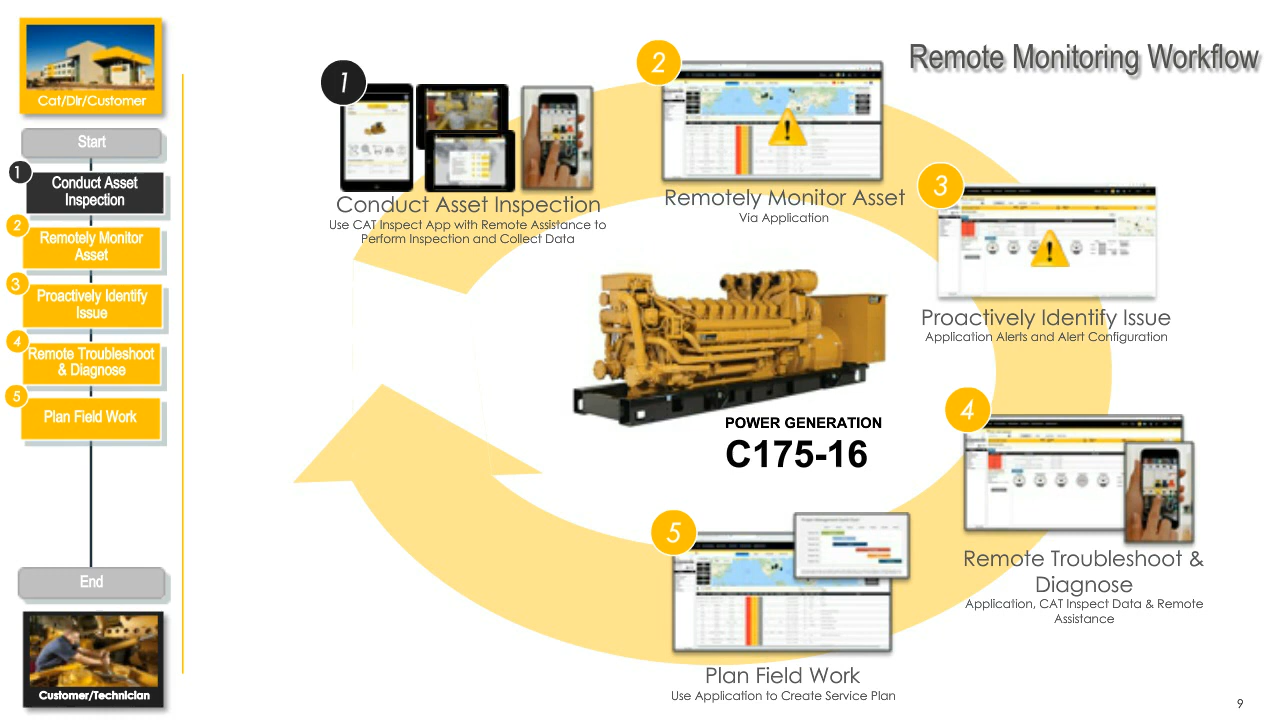 Remote Monitoring Workflow
Cat/Dlr/Customer
Start
1
Conduct Asset
Inspection
2
Remotely Monitor
Asset
3
Proactively Identify
Issue
4
Remote Troubleshoot
& Diagnose
5
Plan Field Work
End
Customer/Technician
1
Conduct Asset Inspection
Use CAT Inspect App with Remote Assistance to
Perform Inspection and Collect Data
2
Remotely Monitor Asset
Via Application
3
Proactively Identify Issue
Application Alerts and Alert Configuration
POWER GENERATION
C175-16
4
Remote Troubleshoot &
Diagnose
Application, CAT Inspect Data & Remote
Assistance
5
Plan Field Work
Use Application to Create Service Plan
9